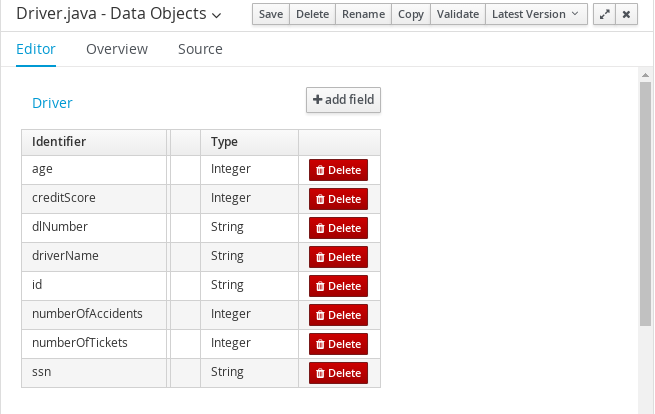 Driver.java - Data Objects
Save Delete Rename Copy Validate Latest Version
Editor Overview Source
Driver
add field
Identifier Type
age Integer Delete
creditScore Integer Delete
dlNumber String Delete
driverName String Delete
id String Delete
numberOfAccidents Integer Delete
numberOfTickets Integer Delete
ssn String Delete